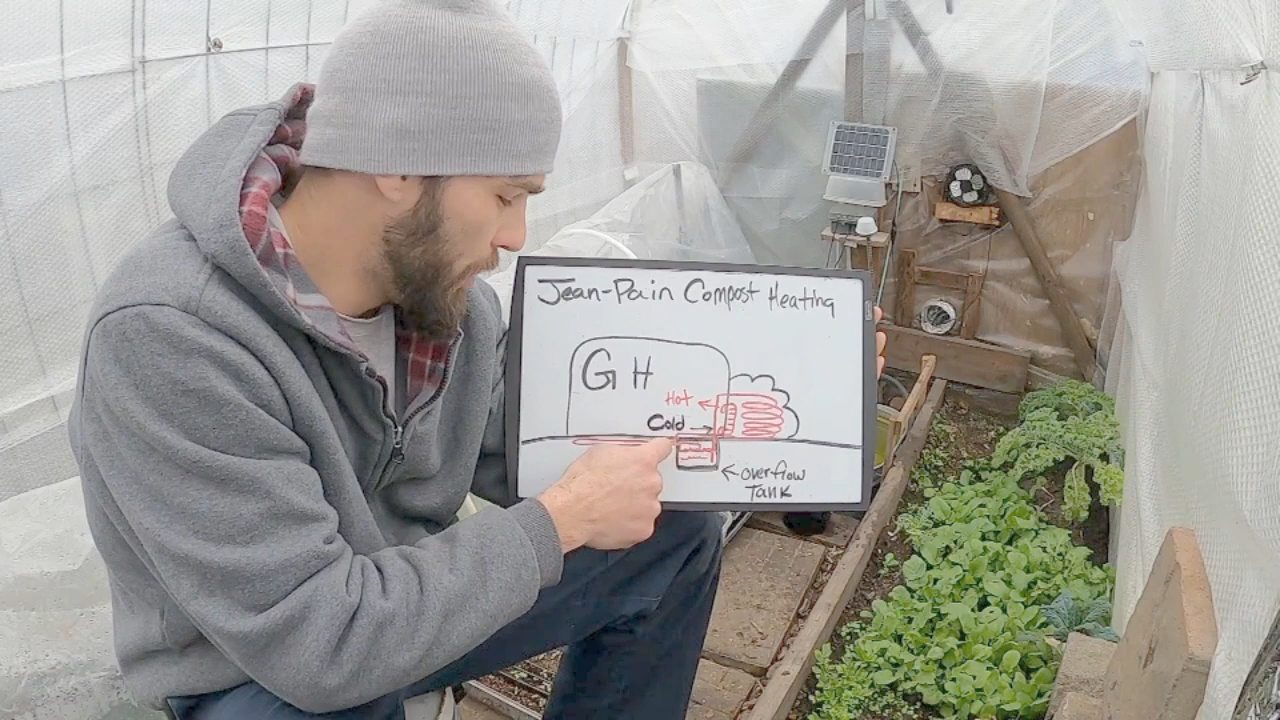 Jean-Pain Compost Heating
GH
Hot
Cold
overflow
Tank